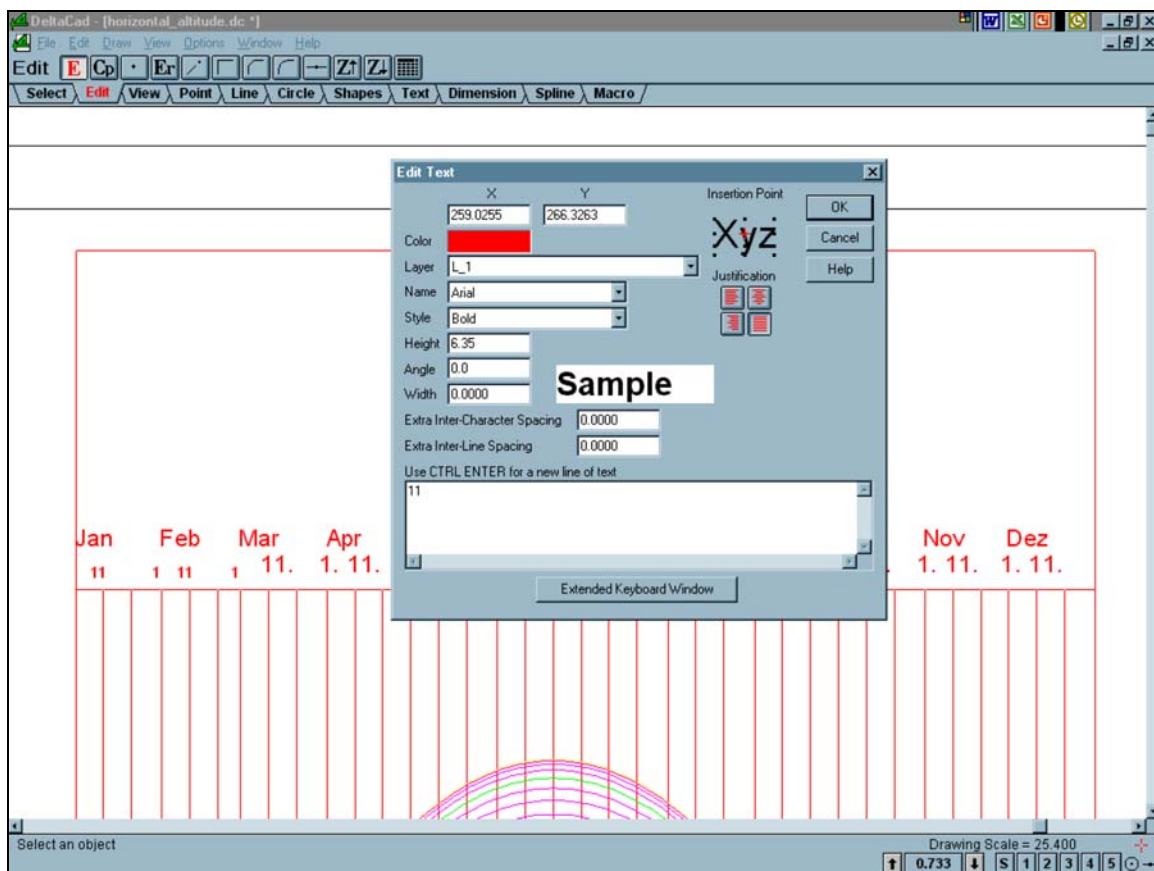 DeltaCad - [horizontal_altitude.dc *]
File Edit Draw View Options Window Help
Edit E Cp Er Z↑ Z↓
Select Edit View Point Line Circle Shapes Text Dimension Spline Macro
Edit Text
X Y Insertion Point
259.0255 266.3263 OK
Color Xyz Cancel
Layer L_1 Help
Justification
Name Arial
Style Bold
Height 6.35
Angle 0.0
Width 0.0000 Sample
Extra Inter-Character Spacing 0.0000
Extra Inter-Line Spacing 0.0000
Use CTRL ENTER for a new line of text
11
Jan Feb Mar Apr Nov Dez
11 1 11 1 11. 1. 11. 1. 11. 1. 11.
Extended Keyboard Window
Select an object Drawing Scale = 25.400
0.733 S 1 2 3 4 5